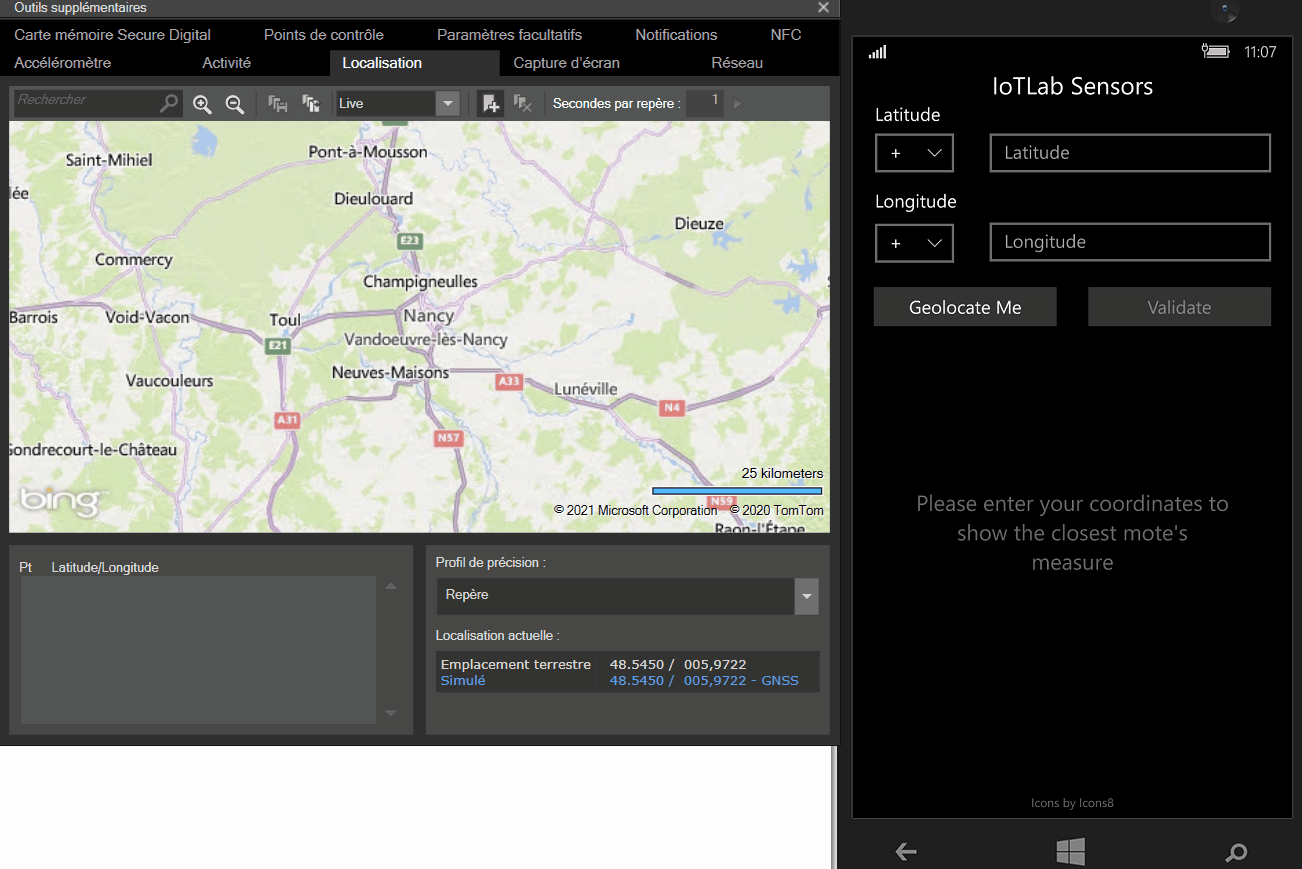 Outils supplémentaires
Carte mémoire Secure Digital Points de contrôle Paramètres facultatifs Notifications NFC
Accéléromètre Activité Localisation Capture d'écran Réseau
Rechercher Live Secondes par repère : 1
Saint-Mihiel
Pont-à-Mousson
ée
Dieulouard
Dieuze
E23
Commercy
Champigneulles
Barrois Void-Vacon Toul Nancy
E21 Vandoeuvre-lès-Nancy
Vaucouleurs Neuves-Maisons A33 Lunéville
N4
A31
N57
Gondrecourt-le-Château
25 kilometers
bing
N59
© 2021 Microsoft Corporation © 2020 TomTom
Raon-l'Étape
Pt Latitude/Longitude
Profil de précision :
Repère
Localisation actuelle :
Emplacement terrestre 48.5450 / 005,9722
Simulé 48.5450 / 005,9722 - GNSS
11:07
IoTLab Sensors
Latitude
+ Latitude
Longitude
+ Longitude
Geolocate Me Validate
Please enter your coordinates to
show the closest mote's
measure
Icons by Icons8